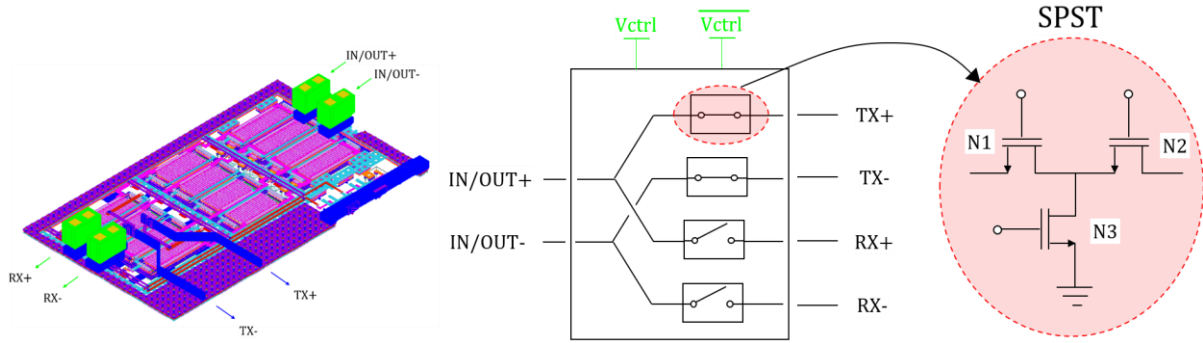 IN/OUT+
IN/OUT-
RX+
RX-
TX+
TX-
Vctrl
Vctrl
IN/OUT+
IN/OUT-
TX+
TX-
RX+
RX-
SPST
N1
N2
N3